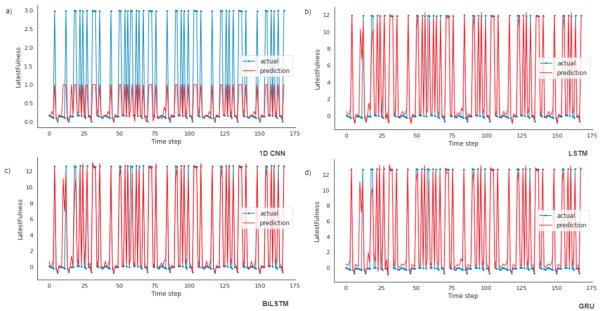 a)
3.0
2.5
2.0
1.5
1.0
0.5
0.0
LatestFulness
actual
prediction
0 25 50 75 100 125 150 175
Time step
1D CNN
b)
12
10
8
6
4
2
0
LatestFulness
actual
prediction
0 25 50 75 100 125 150 175
Time step
LSTM
c)
12
10
8
6
4
2
0
LatestFulness
actual
prediction
0 25 50 75 100 125 150 175
Time step
BiLSTM
d)
12
10
8
6
4
2
0
LatestFulness
actual
prediction
0 25 50 75 100 125 150 175
Time step
GRU